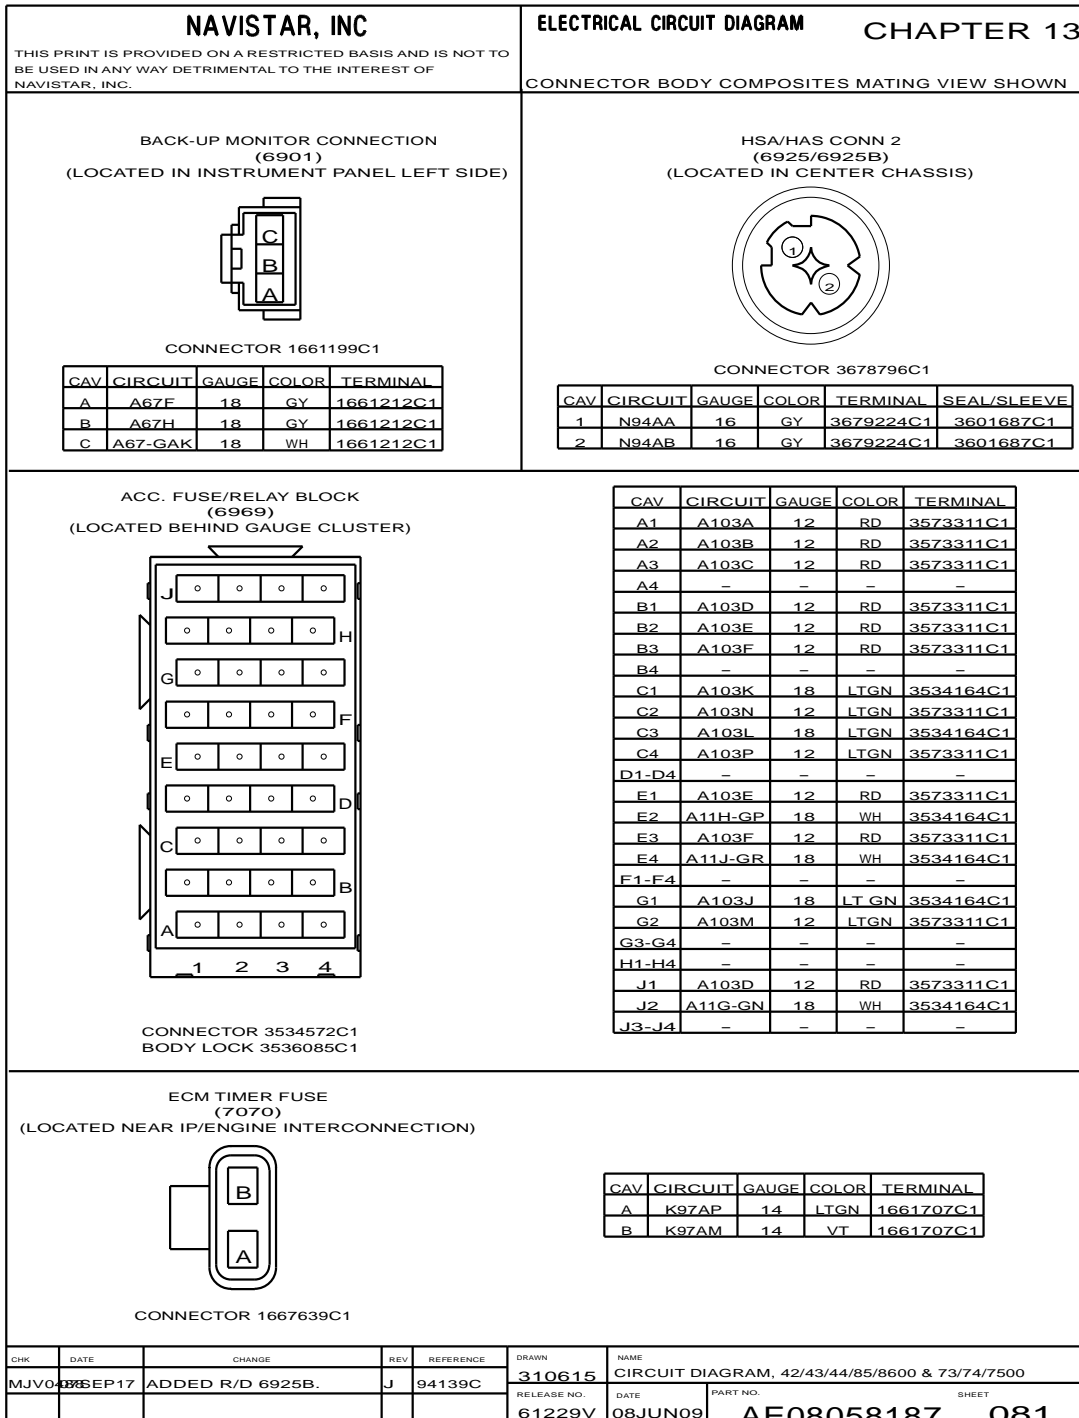 NAVISTAR, INC
THIS PRINT IS PROVIDED ON A RESTRICTED BASIS AND IS NOT TO
BE USED IN ANY WAY DETRIMENTAL TO THE INTEREST OF
NAVISTAR, INC.
ELECTRICAL CIRCUIT DIAGRAM
CHAPTER 13
CONNECTOR BODY COMPOSITES MATING VIEW SHOWN
BACK-UP MONITOR CONNECTION
(6901)
(LOCATED IN INSTRUMENT PANEL LEFT SIDE)
C
B
A
CONNECTOR 1661199C1
CAV CIRCUIT GAUGE COLOR TERMINAL
A A67F 18 GY 1661212C1
B A67H 18 GY 1661212C1
C A67-GAK 18 WH 1661212C1
HSA/HAS CONN 2
(6925/6925B)
(LOCATED IN CENTER CHASSIS)
1
2
CONNECTOR 3678796C1
CAV CIRCUIT GAUGE COLOR TERMINAL SEAL/SLEEVE
1 N94AA 16 GY 3679224C1 3601687C1
2 N94AB 16 GY 3679224C1 3601687C1
ACC. FUSE/RELAY BLOCK
(6969)
(LOCATED BEHIND GAUGE CLUSTER)
J
H
G
F
E
D
C
B
A
1 2 3 4
CONNECTOR 3534572C1
BODY LOCK 3536085C1
CAV CIRCUIT GAUGE COLOR TERMINAL
A1 A103A 12 RD 3573311C1
A2 A103B 12 RD 3573311C1
A3 A103C 12 RD 3573311C1
A4 – – – –
B1 A103D 12 RD 3573311C1
B2 A103E 12 RD 3573311C1
B3 A103F 12 RD 3573311C1
B4 – – – –
C1 A103K 18 LTGN 3534164C1
C2 A103N 12 LTGN 3573311C1
C3 A103L 18 LTGN 3534164C1
C4 A103P 12 LTGN 3573311C1
D1-D4 – – – –
E1 A103E 12 RD 3573311C1
E2 A11H-GP 18 WH 3534164C1
E3 A103F 12 RD 3573311C1
E4 A11J-GR 18 WH 3534164C1
F1-F4 – – – –
G1 A103J 18 LT GN 3534164C1
G2 A103M 12 LTGN 3573311C1
G3-G4 – – – –
H1-H4 – – – –
J1 A103D 12 RD 3573311C1
J2 A11G-GN 18 WH 3534164C1
J3-J4 – – – –
ECM TIMER FUSE
(7070)
(LOCATED NEAR IP/ENGINE INTERCONNECTION)
B
A
CONNECTOR 1667639C1
CAV CIRCUIT GAUGE COLOR TERMINAL
A K97AP 14 LTGN 1661707C1
B K97AM 14 VT 1661707C1
CHK DATE CHANGE REV REFERENCE
ADDED R/D 6925B. J 94139C
DRAWN
310615
NAME
CIRCUIT DIAGRAM, 42/43/44/85/8600 & 73/74/7500
RELEASE NO.
61229V
DATE
08JUN09
PART NO.
AE08058187
SHEET
081